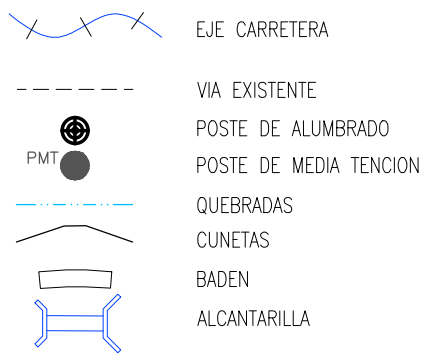 EJE CARRETERA
VIA EXISTENTE
POSTE DE ALUMBRADO
PMT
POSTE DE MEDIA TENCION
QUEBRADAS
CUNETAS
BADEN
ALCANTARILLA